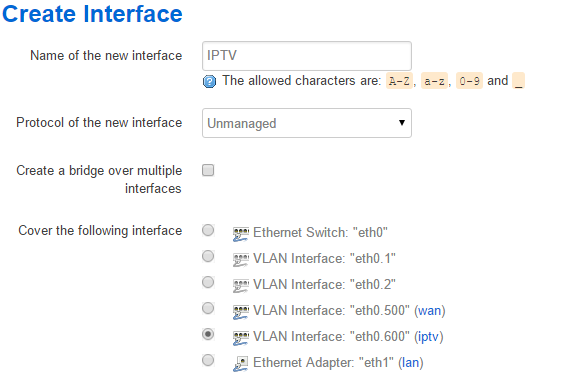 Create Interface
Name of the new interface IPTV
The allowed characters are: A-Z, a-z, 0-9 and _
Protocol of the new interface Unmanaged
Create a bridge over multiple
interfaces
Cover the following interface
Ethernet Switch: "eth0"
VLAN Interface: "eth0.1"
VLAN Interface: "eth0.2"
VLAN Interface: "eth0.500" (wan)
VLAN Interface: "eth0.600" (iptv)
Ethernet Adapter: "eth1" (lan)